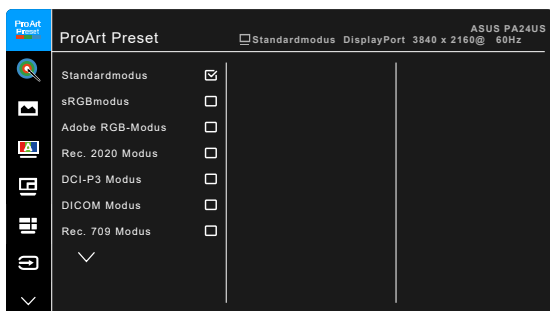 ProArt
Preset
ProArt Preset
ASUS PA24US
Standardmodus DisplayPort 3840 x 2160@ 60Hz
Standardmodus
sRGBmodus
Adobe RGB-Modus
Rec. 2020 Modus
DCI-P3 Modus
DICOM Modus
Rec. 709 Modus
A